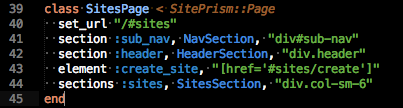 39 class SitesPage < SitePrism::Page
40   set_url "/#sites"
41   section :sub_nav, NavSection, "div#sub-nav"
42   section :header, HeaderSection, "div.header"
43   element :create_site, "[href='#sites/create']"
44   sections :sites, SitesSection, "div.col-sm-6"
45 end